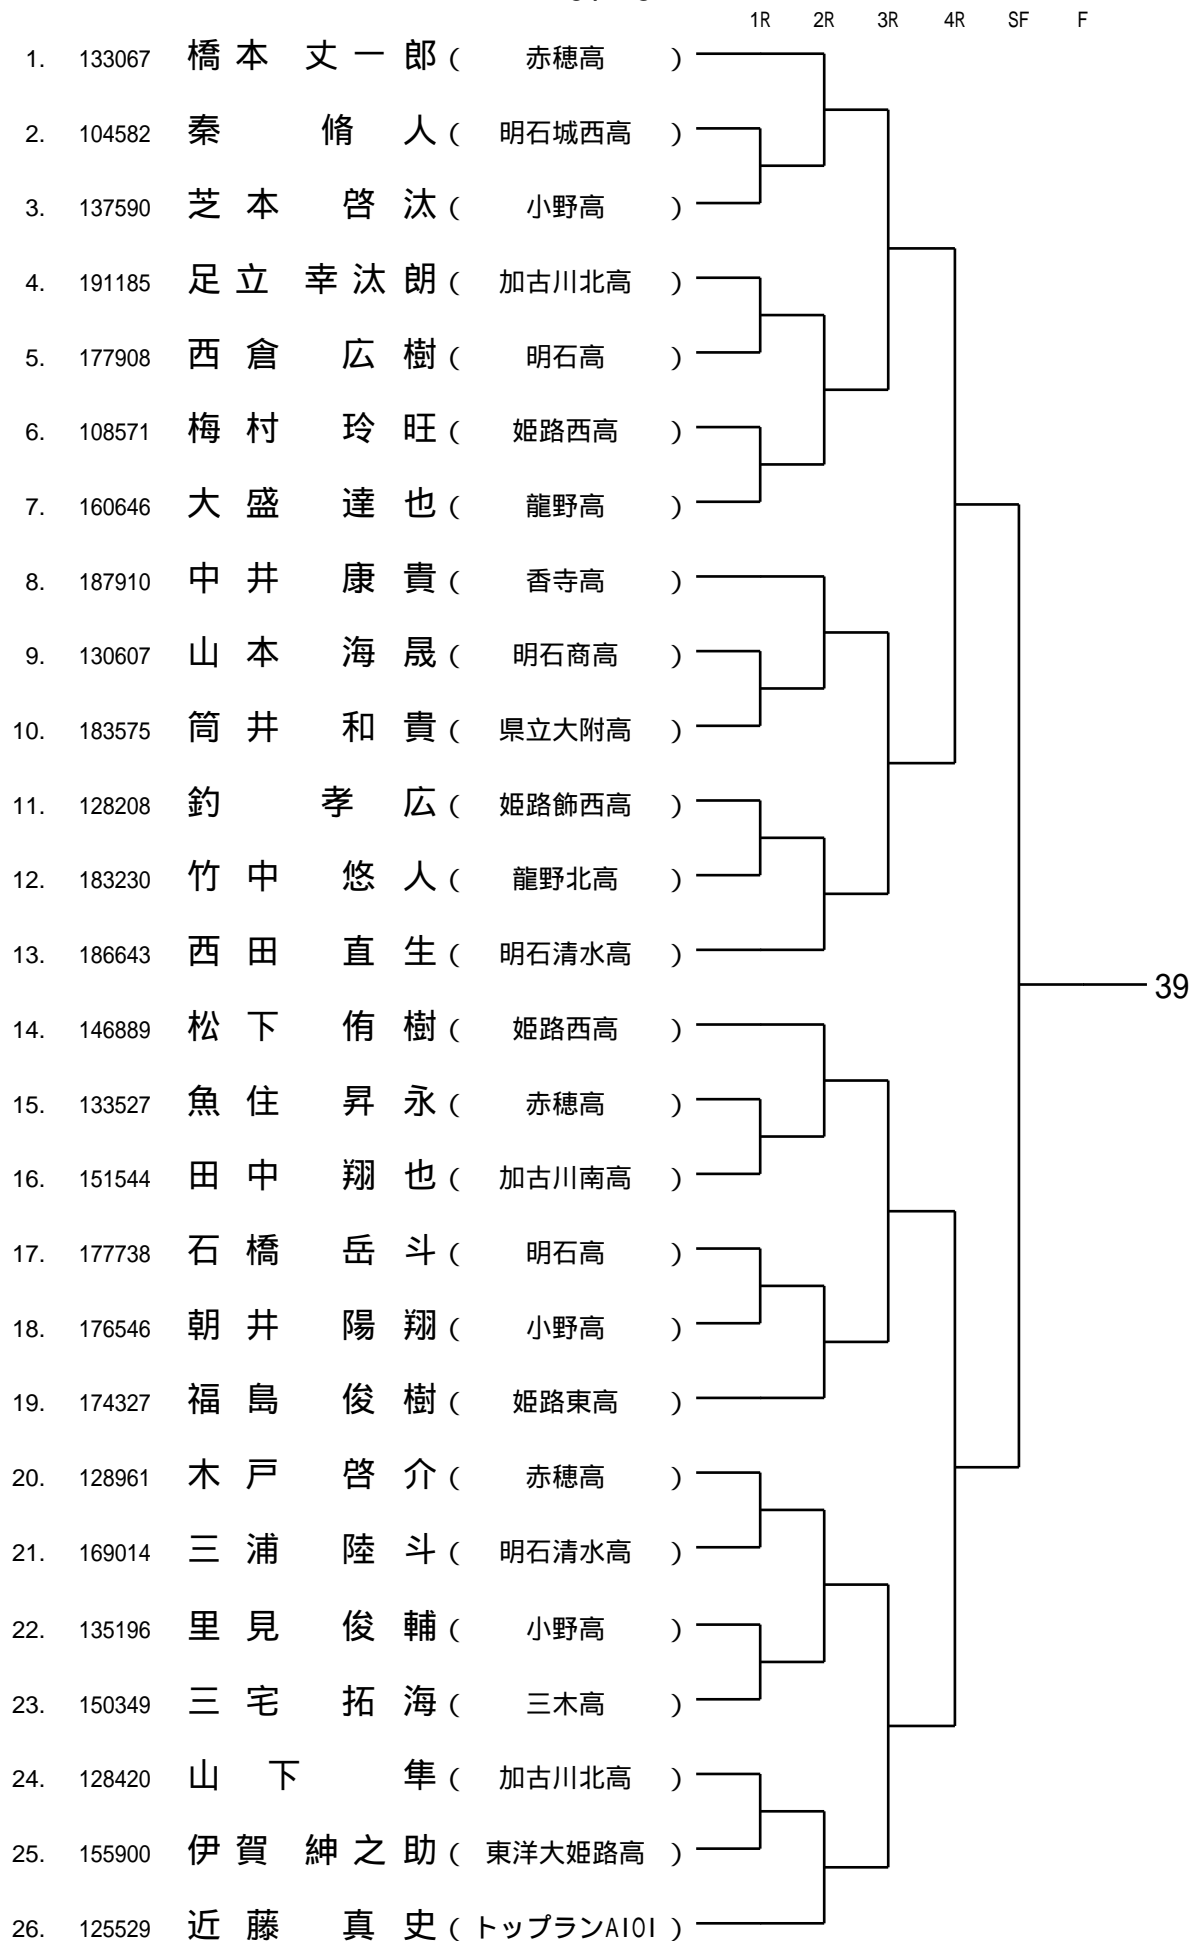 1R 2R 3R 4R SF F
1. 133067 橋本 丈一郎 ( 赤穂高 )
2. 104582 秦 脩人 ( 明石城西高 )
3. 137590 芝本 啓汰 ( 小野高 )
4. 191185 足立 幸汰朗 ( 加古川北高 )
5. 177908 西倉 広樹 ( 明石高 )
6. 108571 梅村 玲旺 ( 姫路西高 )
7. 160646 大盛 達也 ( 龍野高 )
8. 187910 中井 康貴 ( 香寺高 )
9. 130607 山本 海晟 ( 明石商高 )
10. 183575 筒井 和貴 ( 県立大附高 )
11. 128208 釣 孝広 ( 姫路飾西高 )
12. 183230 竹中 悠人 ( 龍野北高 )
13. 186643 西田 直生 ( 明石清水高 )
39
14. 146889 松下 侑樹 ( 姫路西高 )
15. 133527 魚住 昇永 ( 赤穂高 )
16. 151544 田中 翔也 ( 加古川南高 )
17. 177738 石橋 岳斗 ( 明石高 )
18. 176546 朝井 陽翔 ( 小野高 )
19. 174327 福島 俊樹 ( 姫路東高 )
20. 128961 木戸 啓介 ( 赤穂高 )
21. 169014 三浦 陸斗 ( 明石清水高 )
22. 135196 里見 俊輔 ( 小野高 )
23. 150349 三宅 拓海 ( 三木高 )
24. 128420 山下 隼 ( 加古川北高 )
25. 155900 伊賀 紳之助 ( 東洋大姫路高 )
26. 125529 近藤 真史 ( トップランAIOI )